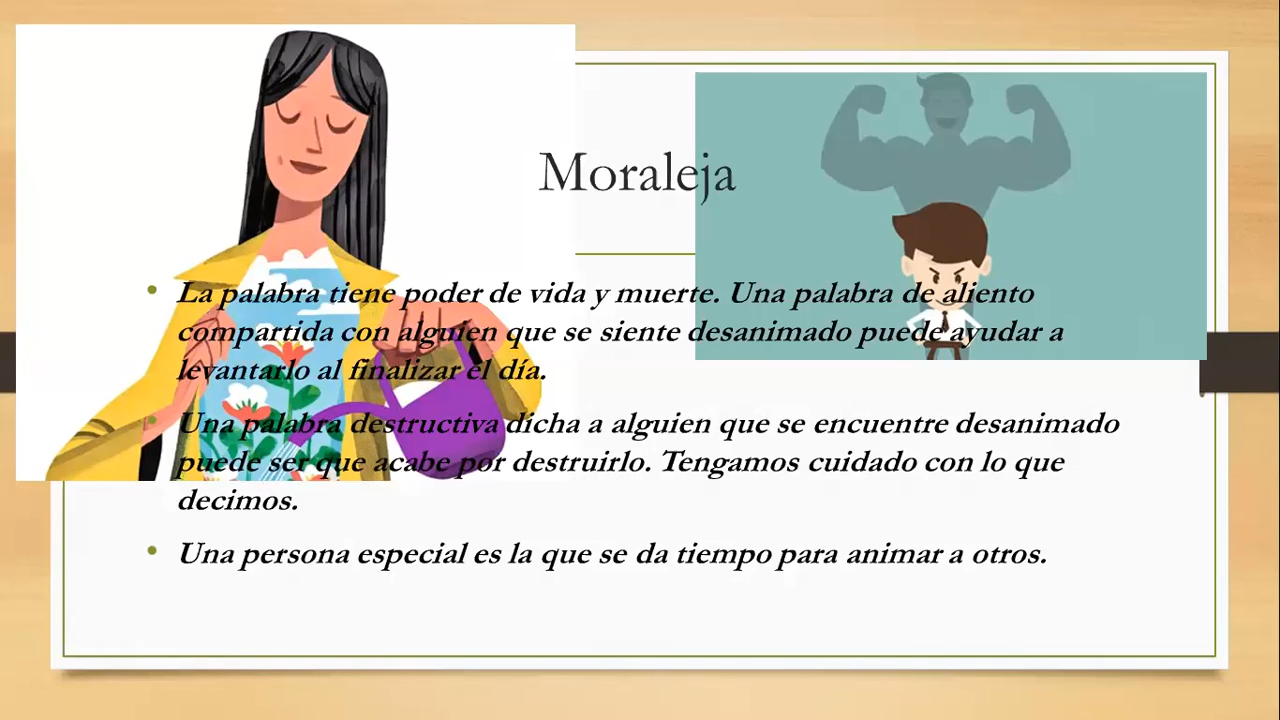 Moraleja
• La palabra tiene poder de vida y muerte. Una palabra de aliento
compartida con alguien que se siente desanimado puede ayudar a
levantarlo al finalizar el día.
• Una palabra destructiva dicha a alguien que se encuentre desanimado
puede ser que acabe por destruirlo. Tengamos cuidado con lo que
decimos.
• Una persona especial es la que se da tiempo para animar a otros.